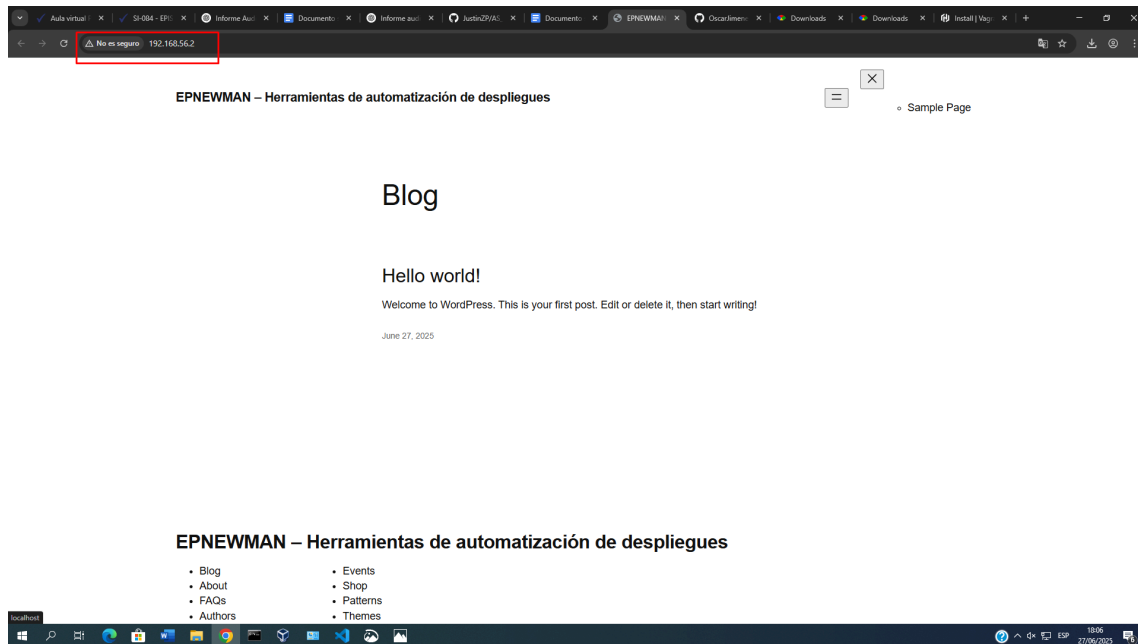 Aula virtual
SI-084 - EPIS
Informe Aud
Documento
Informe aud
JustinZP/AS
Documento
EPNEWMAN
OscarJimene
Downloads
Downloads
Install | Vagr
No es seguro 192.168.56.2
EPNEWMAN – Herramientas de automatización de despliegues
Sample Page
Blog
Hello world!
Welcome to WordPress. This is your first post. Edit or delete it, then start writing!
June 27, 2025
EPNEWMAN – Herramientas de automatización de despliegues
Blog
About
FAQs
Authors
Events
Shop
Patterns
Themes
localhost
ESP
18:06
27/06/2025